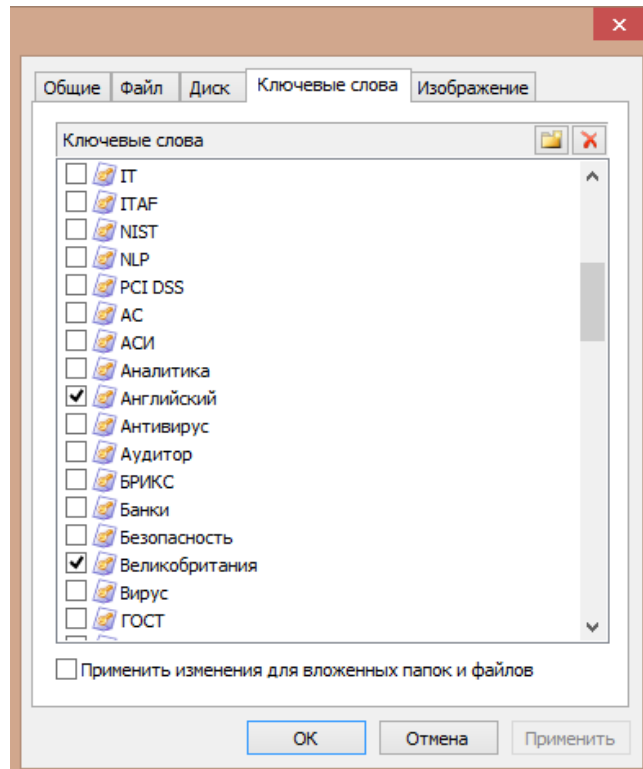 Общие Файл Диск Ключевые слова Изображение
Ключевые слова
IT
ITAF
NIST
NLP
PCI DSS
АС
АСИ
Аналитика
Английский
Антивирус
Аудитор
БРИКС
Банки
Безопасность
Великобритания
Вирус
ГОСТ
Применить изменения для вложенных папок и файлов
OK Отмена Применить